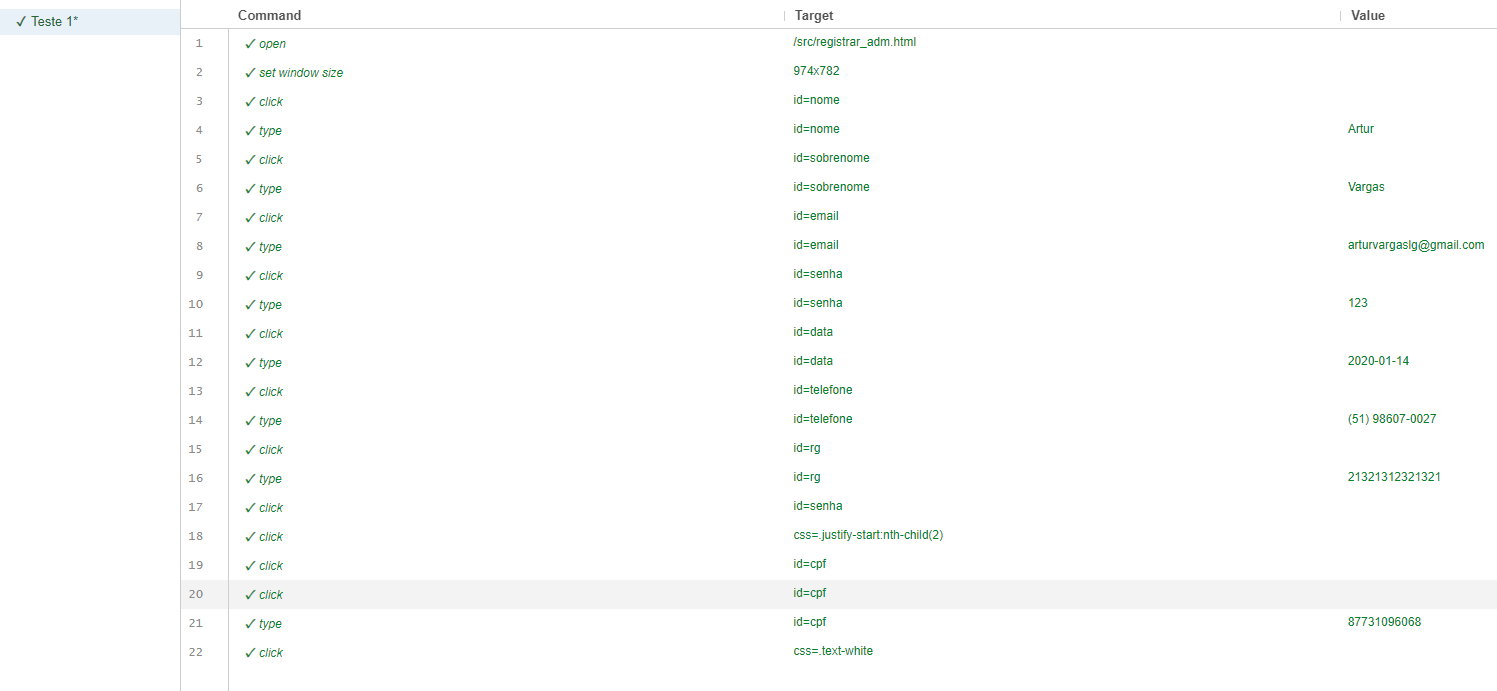 ✓ Teste 1*
Command Target Value
1 ✓ open /src/registrar_adm.html
2 ✓ set window size 974x782
3 ✓ click id=nome
4 ✓ type id=nome Artur
5 ✓ click id=sobrenome
6 ✓ type id=sobrenome Vargas
7 ✓ click id=email
8 ✓ type id=email arturvargaslg@gmail.com
9 ✓ click id=senha
10 ✓ type id=senha 123
11 ✓ click id=data
12 ✓ type id=data 2020-01-14
13 ✓ click id=telefone
14 ✓ type id=telefone (51) 98607-0027
15 ✓ click id=rg
16 ✓ type id=rg 21321312321321
17 ✓ click id=senha
18 ✓ click css=.justify-start:nth-child(2)
19 ✓ click id=cpf
20 ✓ click id=cpf
21 ✓ type id=cpf 87731096068
22 ✓ click css=.text-white